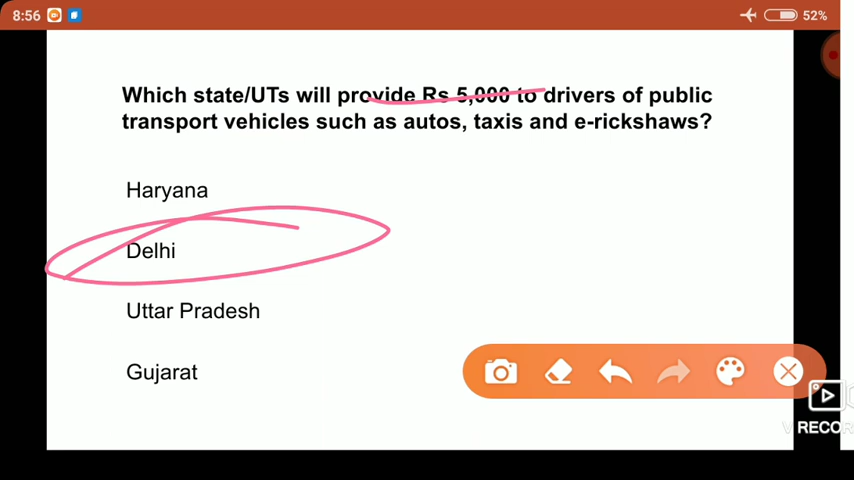 8:56
52%
Which state/UTs will provide Rs 5,000 to drivers of public
transport vehicles such as autos, taxis and e-rickshaws?
Haryana
Delhi
Uttar Pradesh
Gujarat
RECOR